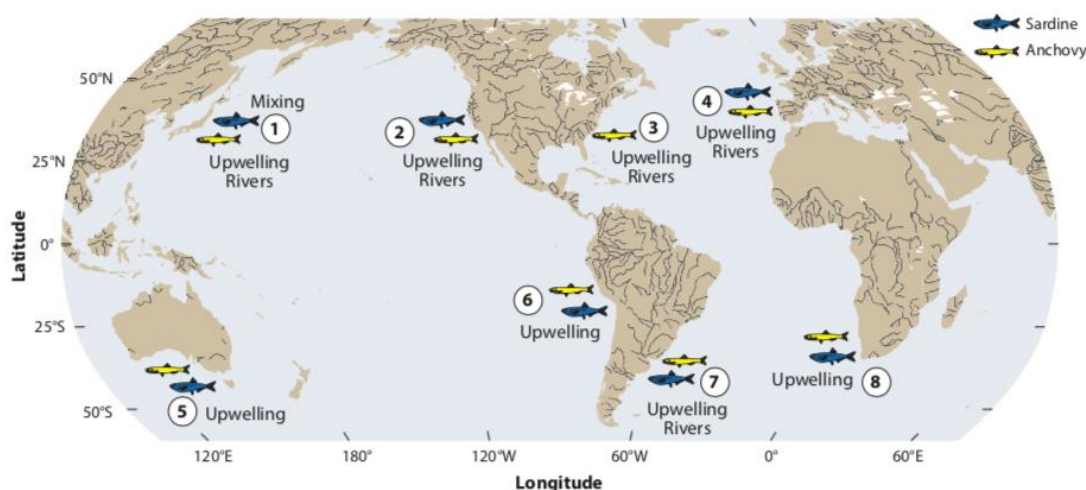 Sardine
Anchovy
50°N
25°N
0°
25°S
50°S
Latitude
Mixing
1
Upwelling
Rivers
2
Upwelling
Rivers
3
Upwelling
Rivers
4
Upwelling
Rivers
5 Upwelling
6
Upwelling
7
Upwelling
Rivers
Upwelling 8
120°E 180° 120°W 60°W 0° 60°E
Longitude